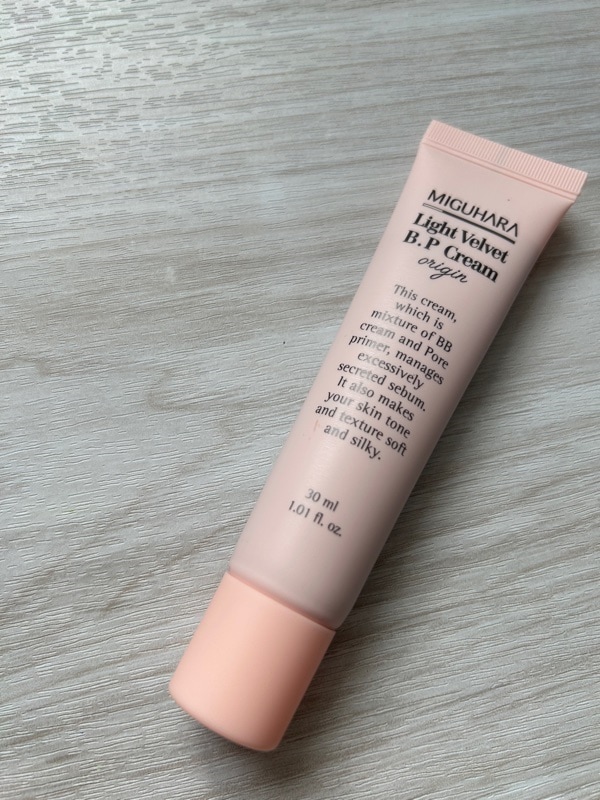 MIGUHARA
Light Velvet
B.P Cream
origin
This cream,
which is
mixture of BB
cream and Pore
primer, manages
excessively
secreted sebum.
It also makes
your skin tone
and texture soft
and silky.
30 ml
1.01 fl. oz.